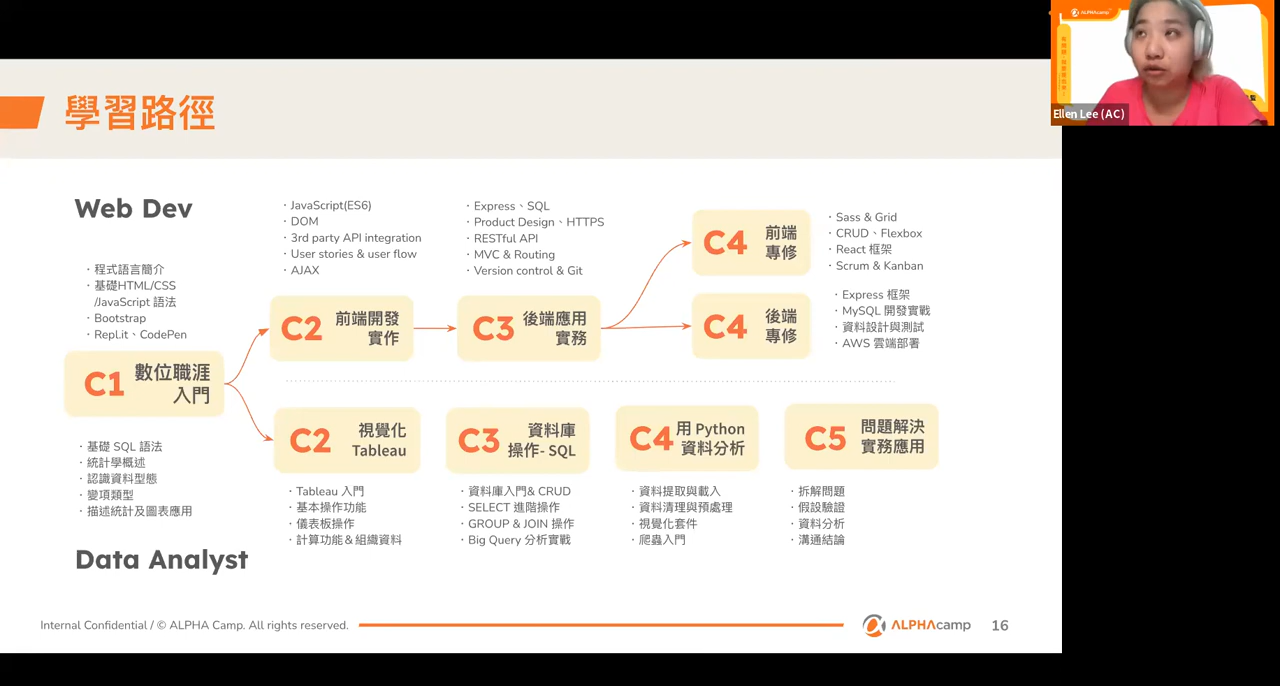 學習路徑
Web Dev
・程式語言簡介
・基礎HTML/CSS
/JavaScript 語法
・Bootstrap
・RepLit、CodePen
C1 數位職涯
入門
・基礎 SQL 語法
・統計學概述
・認識資料型態
・變項類型
・描述統計及圖表應用
Data Analyst
・JavaScript(ES6)
・DOM
・3rd party API integration
・User stories & user flow
・AJAX
C2 前端開發
實作
・Express、SQL
・Product Design、HTTPS
・RESTful API
・MVC & Routing
・Version control & Git
C3 後端應用
實務
C4 前端
專修
・Sass & Grid
・CRUD、Flexbox
・React 框架
・Scrum & Kanban
C4 後端
專修
・Express 框架
・MySQL 開發實戰
・資料設計與測試
・AWS 雲端部署
C2 視覺化
Tableau
・Tableau 入門
・基本操作功能
・儀表板操作
・計算功能＆組織資料
C3 資料庫
操作- SQL
・資料庫入門& CRUD
・SELECT 進階操作
・GROUP & JOIN 操作
・Big Query 分析實戰
C4 用 Python
資料分析
・資料提取與載入
・資料清理與預處理
・視覺化套件
・爬蟲入門
C5 問題解決
實務應用
・拆解問題
・假設驗證
・資料分析
・溝通結論
Internal Confidential / © ALPHA Camp. All rights reserved.
ALPHAcamp
16
ALPHAcamp
Ellen Lee (AC)